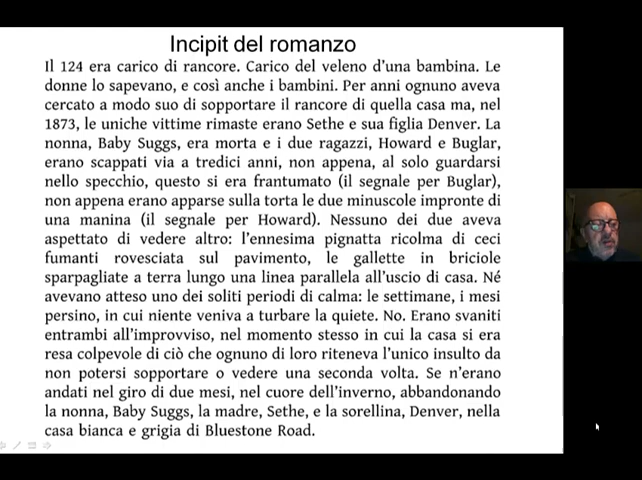 Incipit del romanzo
Il 124 era carico di rancore. Carico del veleno d'una bambina. Le
donne lo sapevano, e così anche i bambini. Per anni ognuno aveva
cercato a modo suo di sopportare il rancore di quella casa ma, nel
1873, le uniche vittime rimaste erano Sethe e sua figlia Denver. La
nonna, Baby Suggs, era morta e i due ragazzi, Howard e Buglar,
erano scappati via a tredici anni, non appena, al solo guardarsi
nello specchio, questo si era frantumato (il segnale per Buglar),
non appena erano apparse sulla torta le due minuscole impronte di
una manina (il segnale per Howard). Nessuno dei due aveva
aspettato di vedere altro: l'ennesima pignatta ricolma di ceci
fumanti rovesciata sul pavimento, le gallette in briciole
sparpagliate a terra lungo una linea parallela all'uscio di casa. Né
avevano atteso uno dei soliti periodi di calma: le settimane, i mesi
persino, in cui niente veniva a turbare la quiete. No. Erano svaniti
entrambi all'improvviso, nel momento stesso in cui la casa si era
resa colpevole di ciò che ognuno di loro riteneva l'unico insulto da
non potersi sopportare o vedere una seconda volta. Se n'erano
andati nel giro di due mesi, nel cuore dell'inverno, abbandonando
la nonna, Baby Suggs, la madre, Sethe, e la sorellina, Denver, nella
casa bianca e grigia di Bluestone Road.